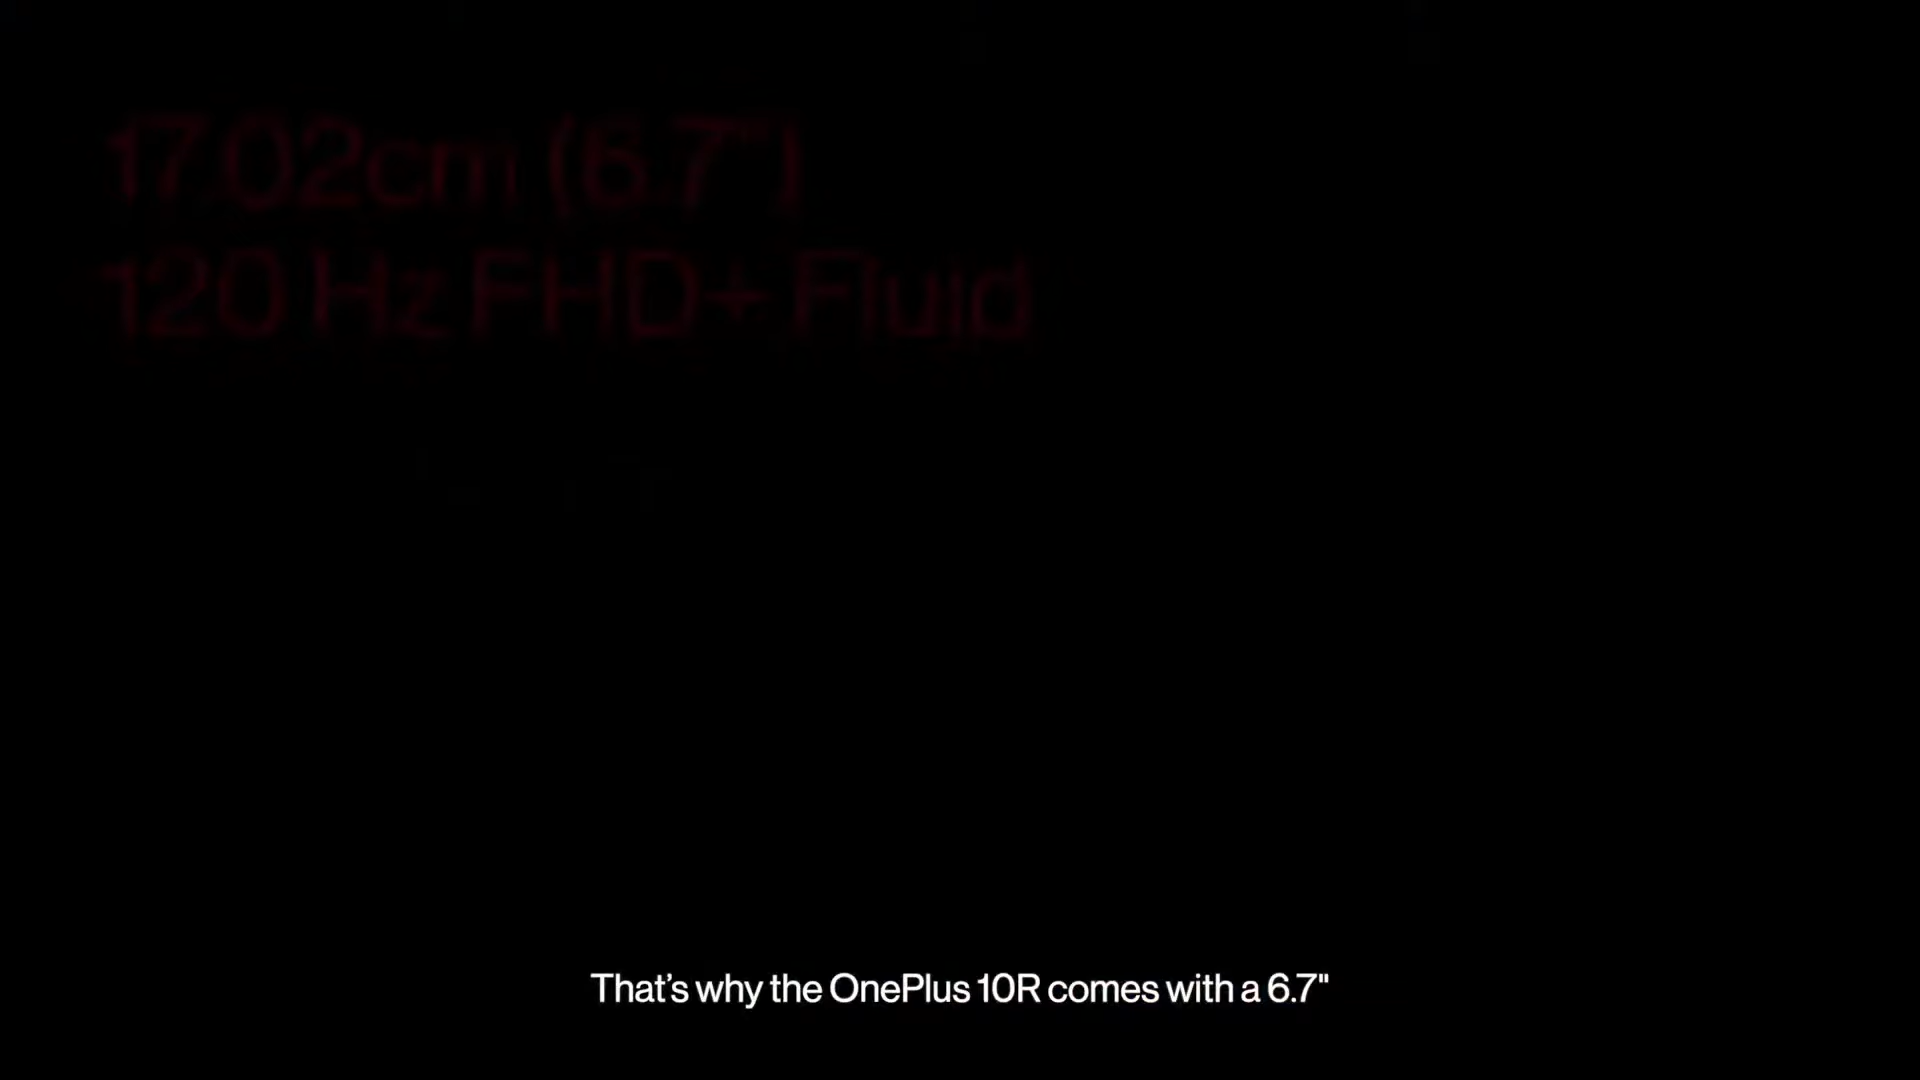 17.02cm (6.7")
120 Hz FHD+ Fluid
That's why the OnePlus 10R comes with a 6.7"